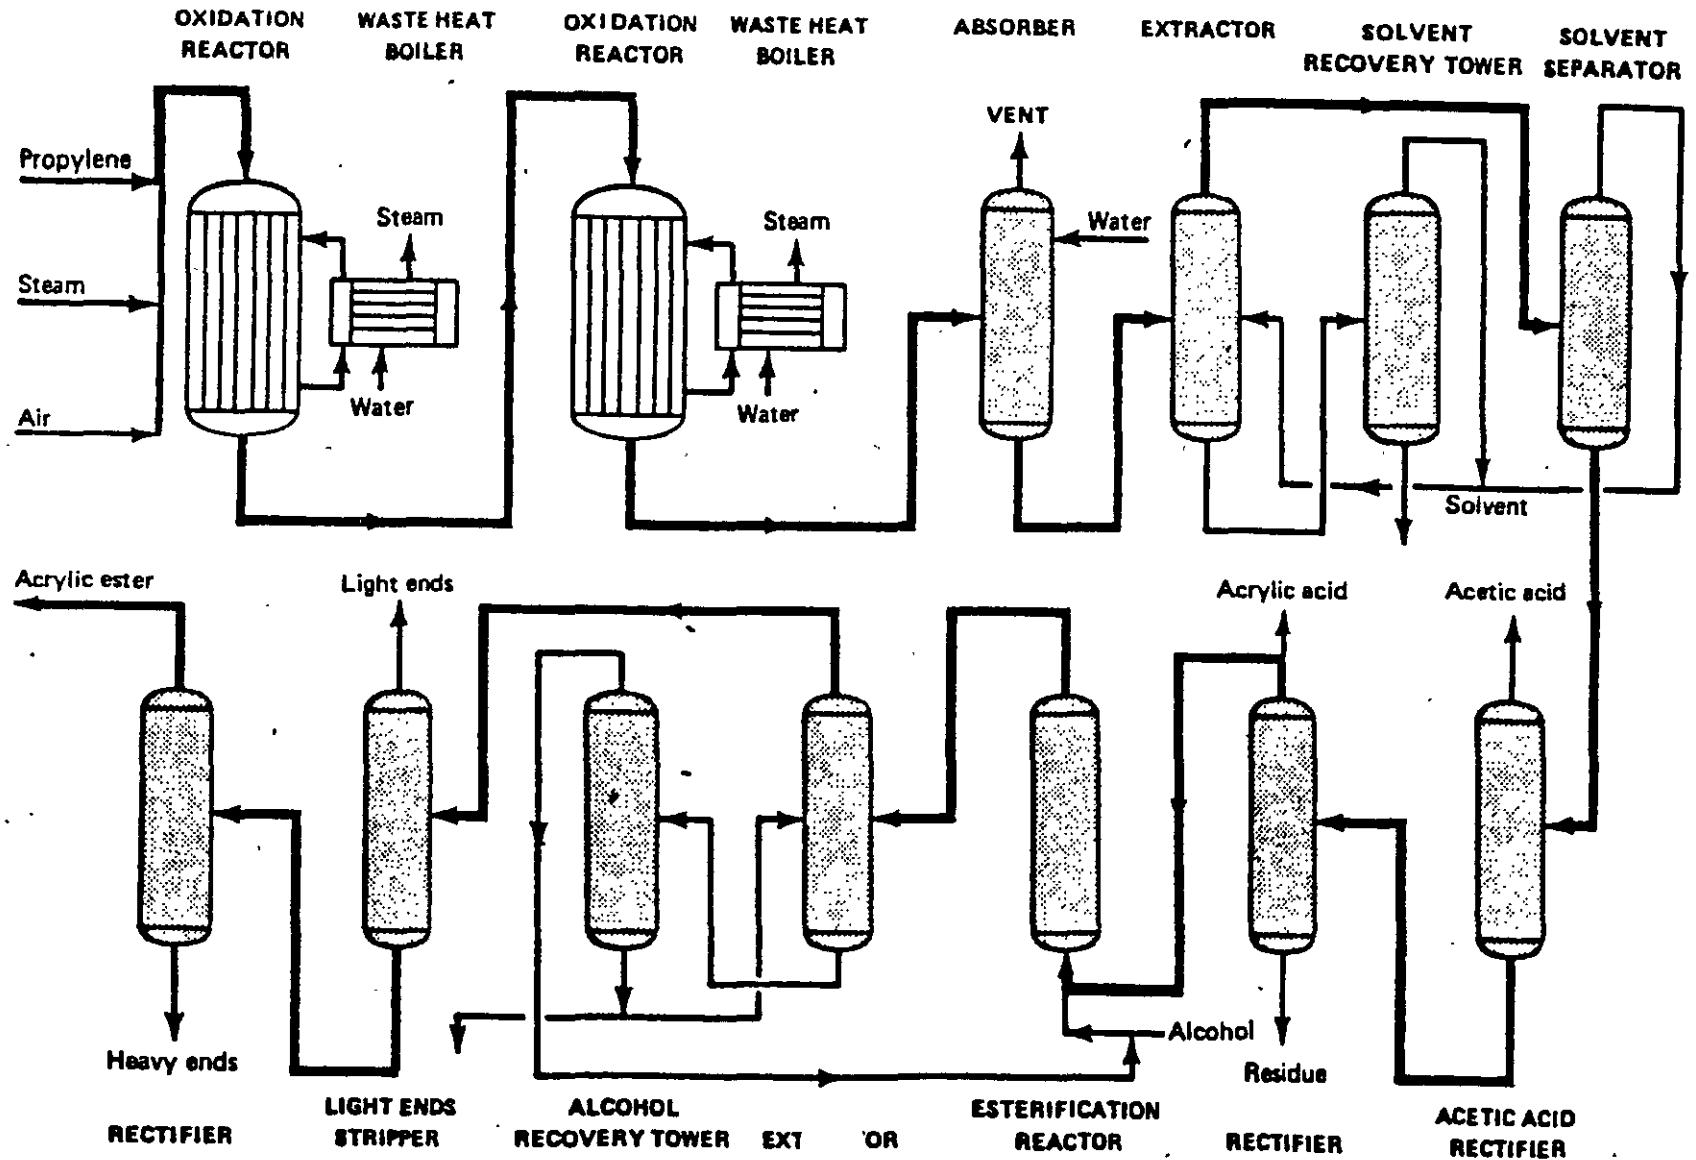 OXIDATION
REACTOR
WASTE HEAT
BOILER
OXIDATION
REACTOR
WASTE HEAT
BOILER
ABSORBER
EXTRACTOR
SOLVENT
RECOVERY TOWER
SOLVENT
SEPARATOR
VENT
Propylene
Steam
Steam
Water
Steam
Air
Water
Water
Solvent
Acrylic ester
Light ends
Acrylic acid
Acetic acid
Alcohol
Heavy ends
Residue
RECTIFIER
LIGHT ENDS
STRIPPER
ALCOHOL
RECOVERY TOWER
EXT OR
ESTERIFICATION
REACTOR
RECTIFIER
ACETIC ACID
RECTIFIER